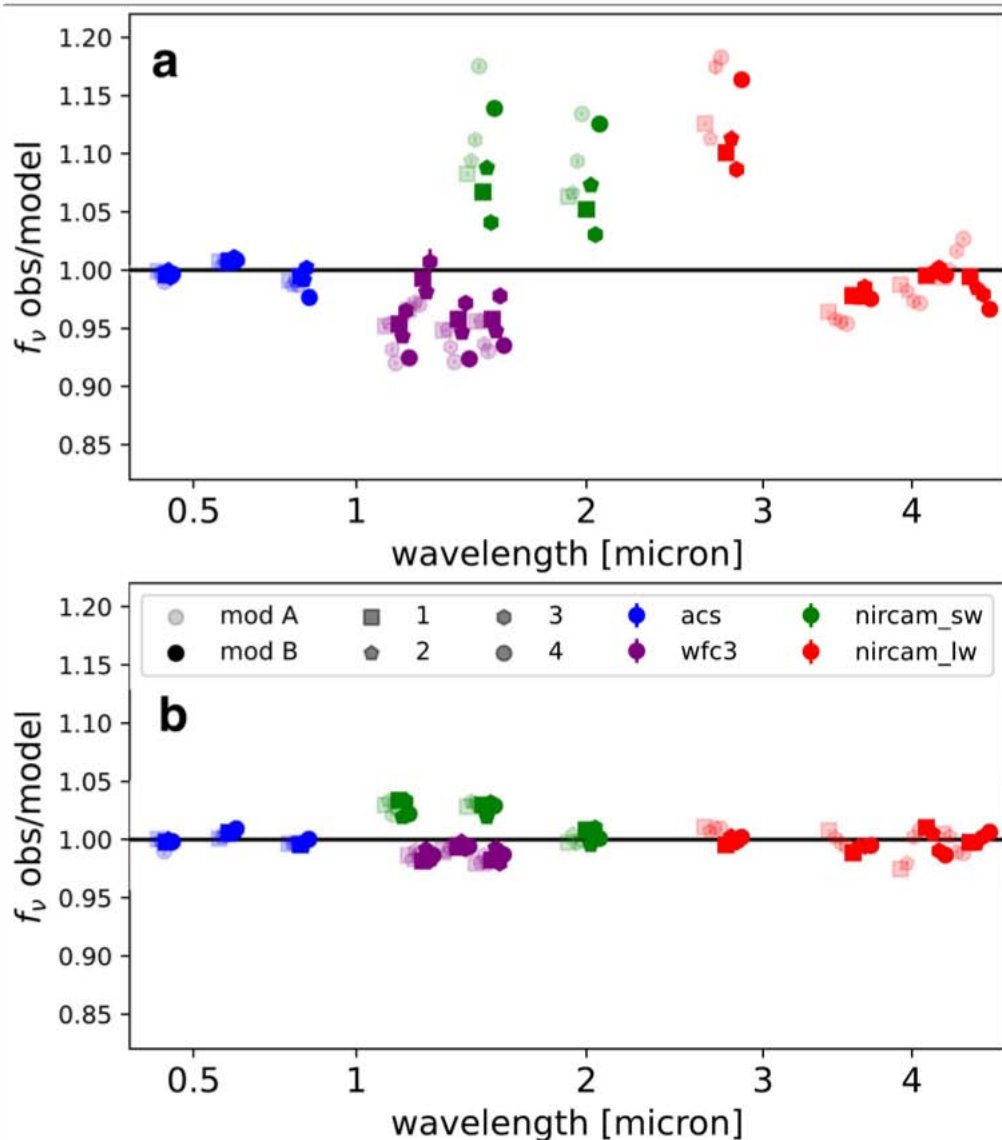 a
1.20
1.15
1.10
1.05
1.00
0.95
0.90
0.85
f_ν obs/model
0.5 1 2 3 4
wavelength [micron]
mod A 1 3 acs nircam_sw
mod B 2 4 wfc3 nircam_lw
b
1.20
1.15
1.10
1.05
1.00
0.95
0.90
0.85
f_ν obs/model
0.5 1 2 3 4
wavelength [micron]